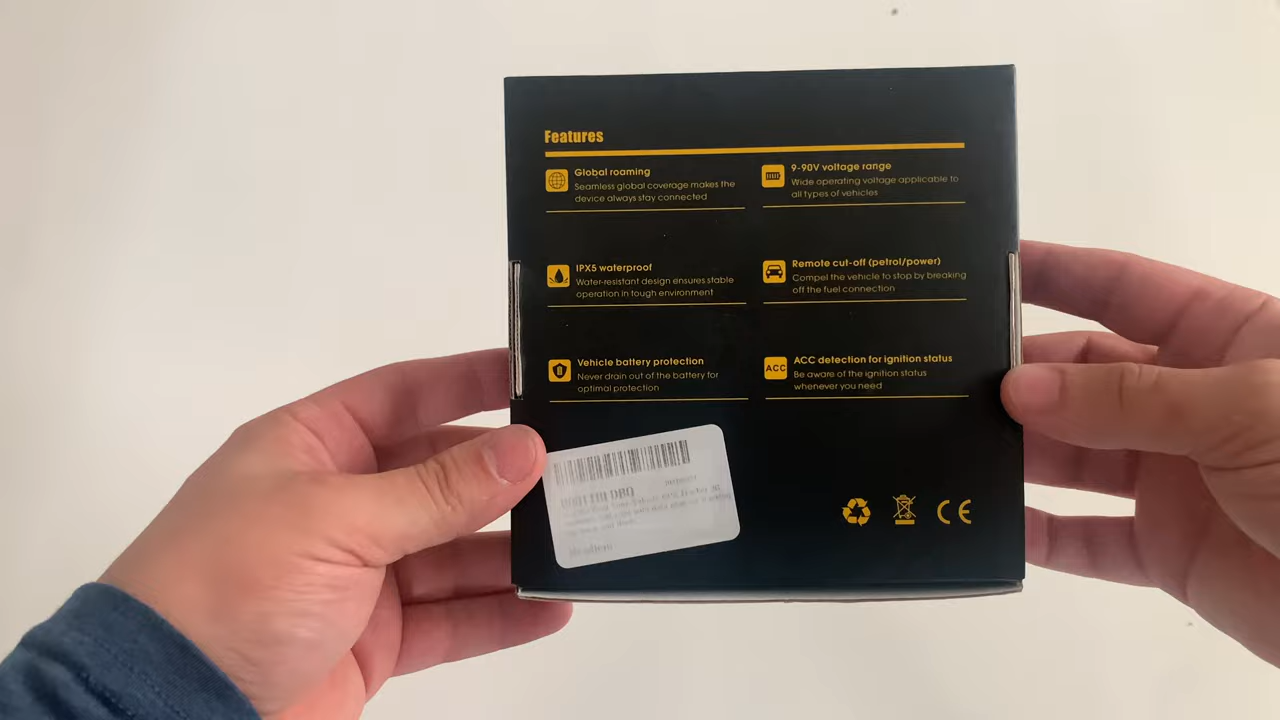 Features
Global roaming
Seamless global coverage makes the
device always stay connected
9-90V voltage range
Wide operating voltage applicable to
all types of vehicles
IPX5 waterproof
Water-resistant design ensures stable
operation in tough environment
Remote cut-off (petrol/power)
Compel the vehicle to stop by breaking
off the fuel connection
Vehicle battery protection
Never drain out of the battery for
optimal protection
ACC
ACC detection for ignition status
Be aware of the ignition status
whenever you need
CE